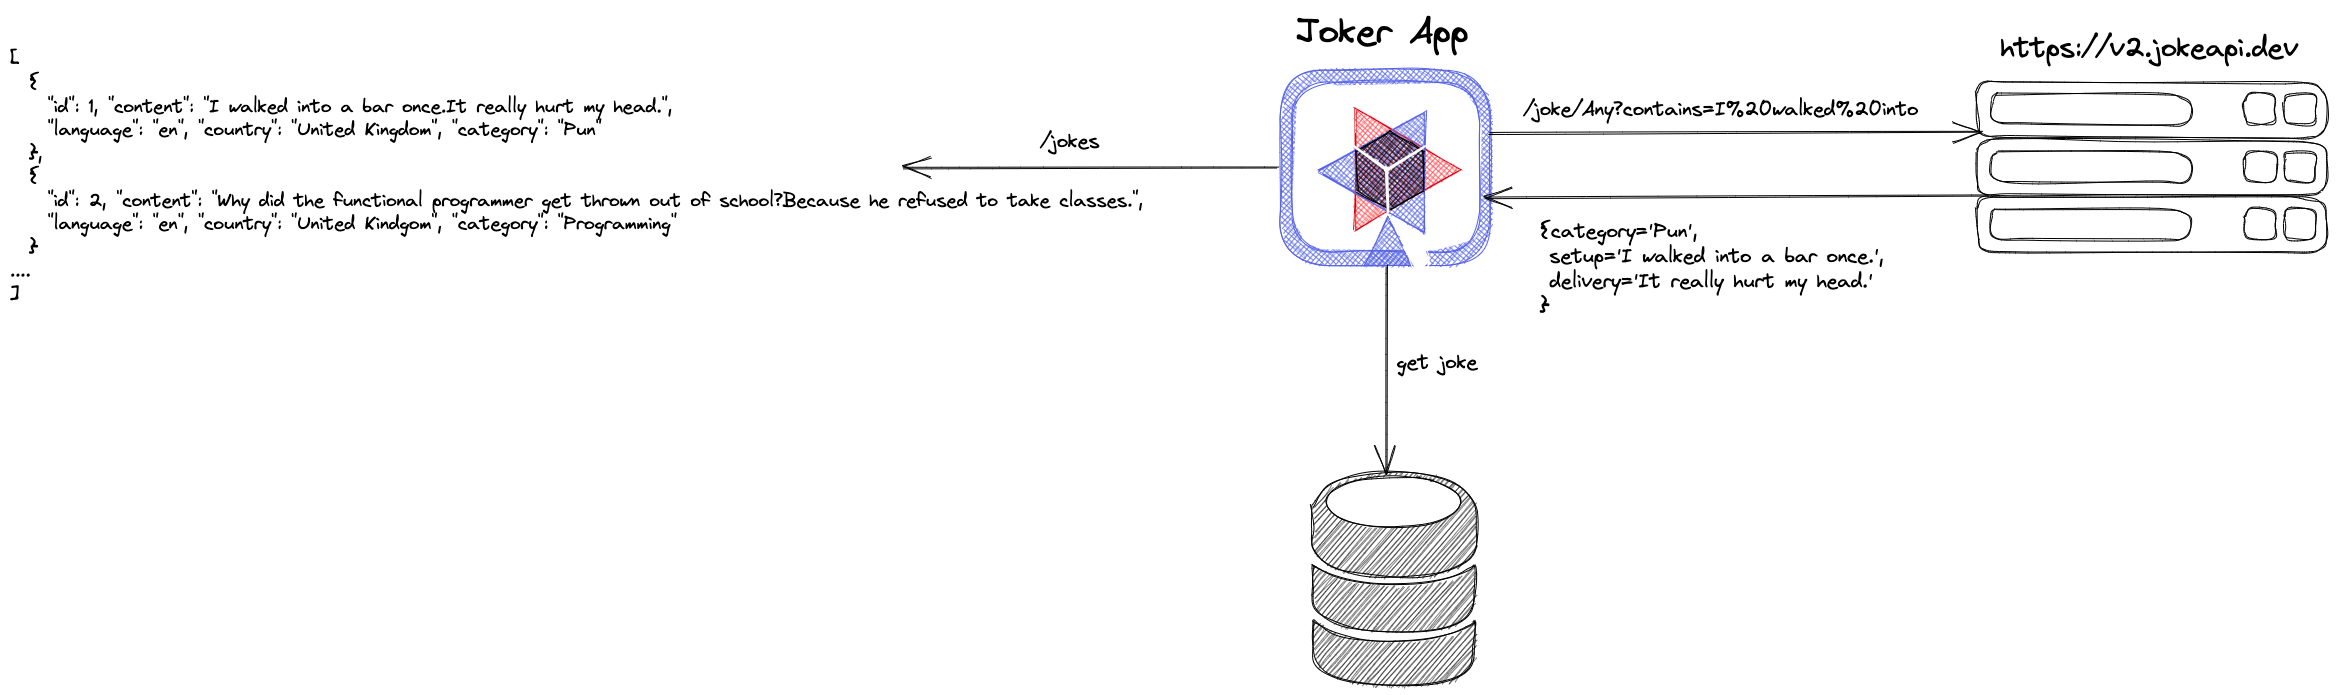 Joker App
https://v2.jokeapi.dev
[
{
"id": 1, "content": "I walked into a bar once.It really hurt my head.",
"language": "en", "country": "United Kingdom", "category": "Pun"
},
{
"id": 2, "content": "Why did the functional programmer get thrown out of school?Because he refused to take classes.",
"language": "en", "country": "United Kindgom", "category": "Programming"
}
....
]
/jokes
/joke/Any?contains=I%20walked%20into
{category='Pun',
setup='I walked into a bar once.',
delivery='It really hurt my head.'
}
get joke